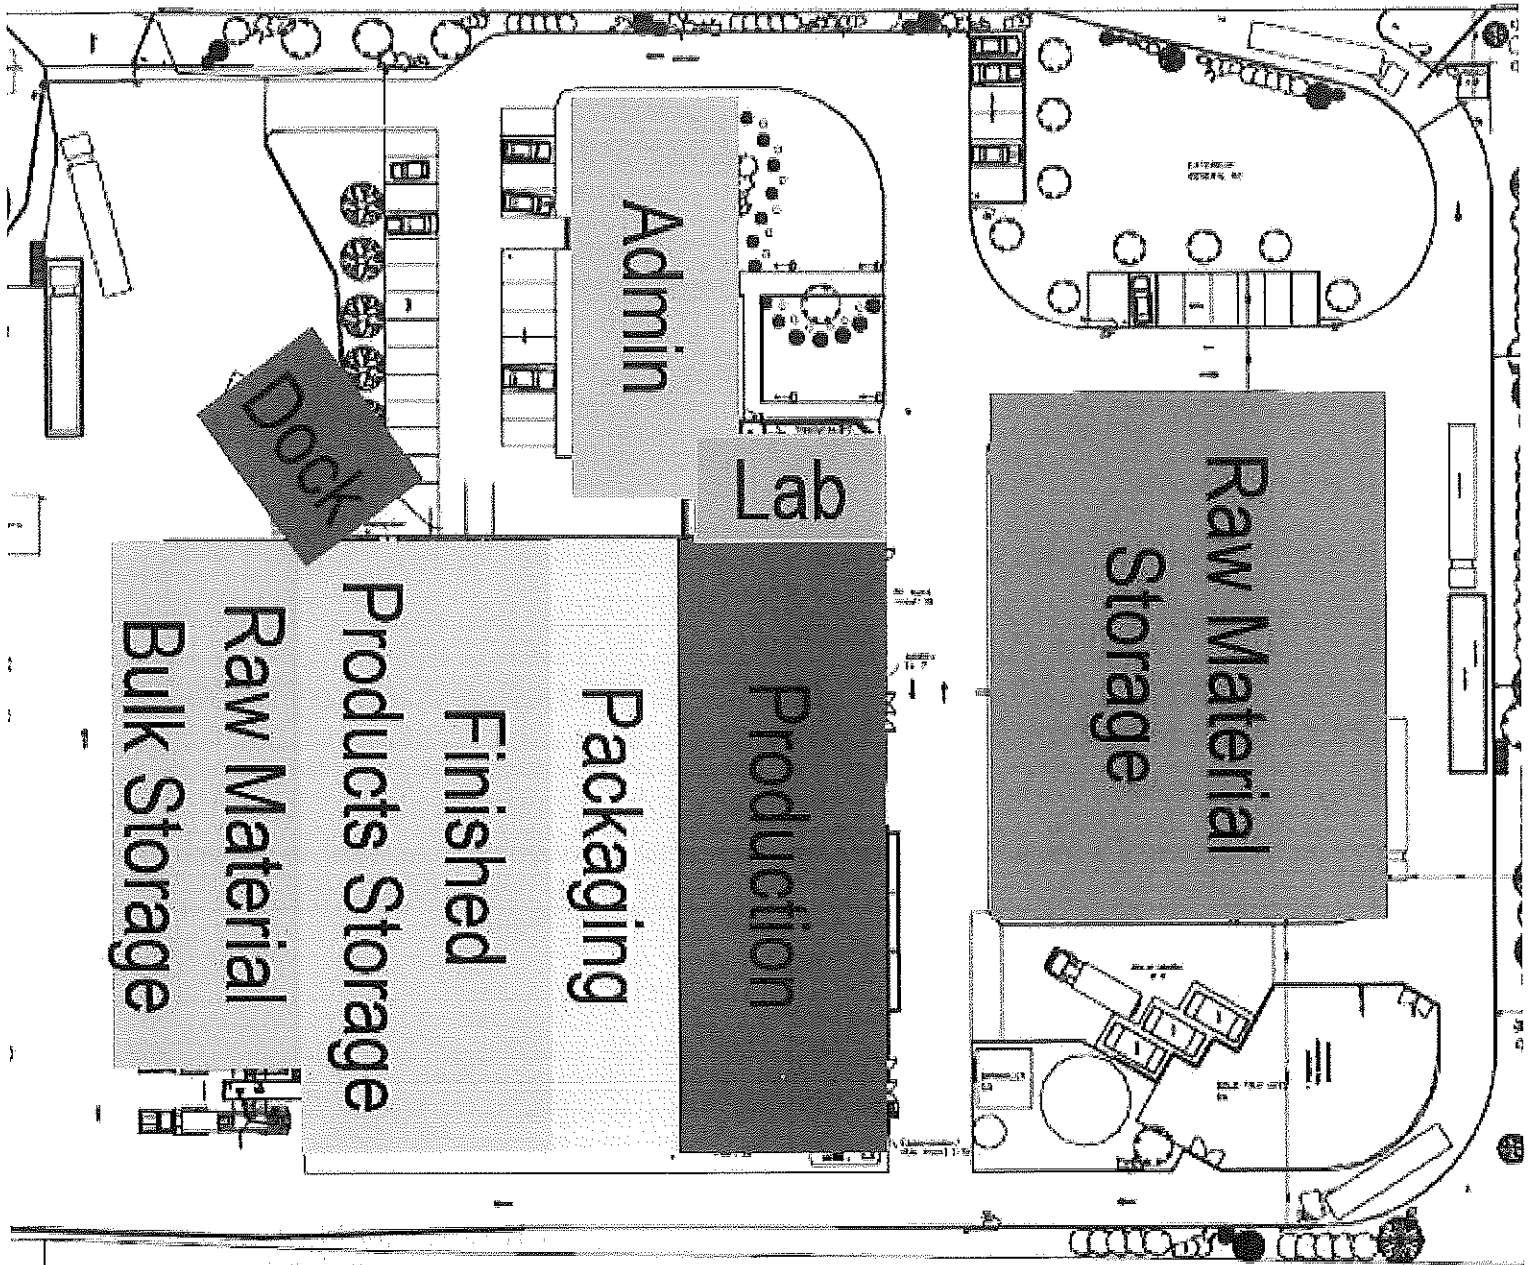 Admin
Dock
Lab
Raw Material
Storage
Production
Packaging
Finished
Products Storage
Raw Material
Bulk Storage